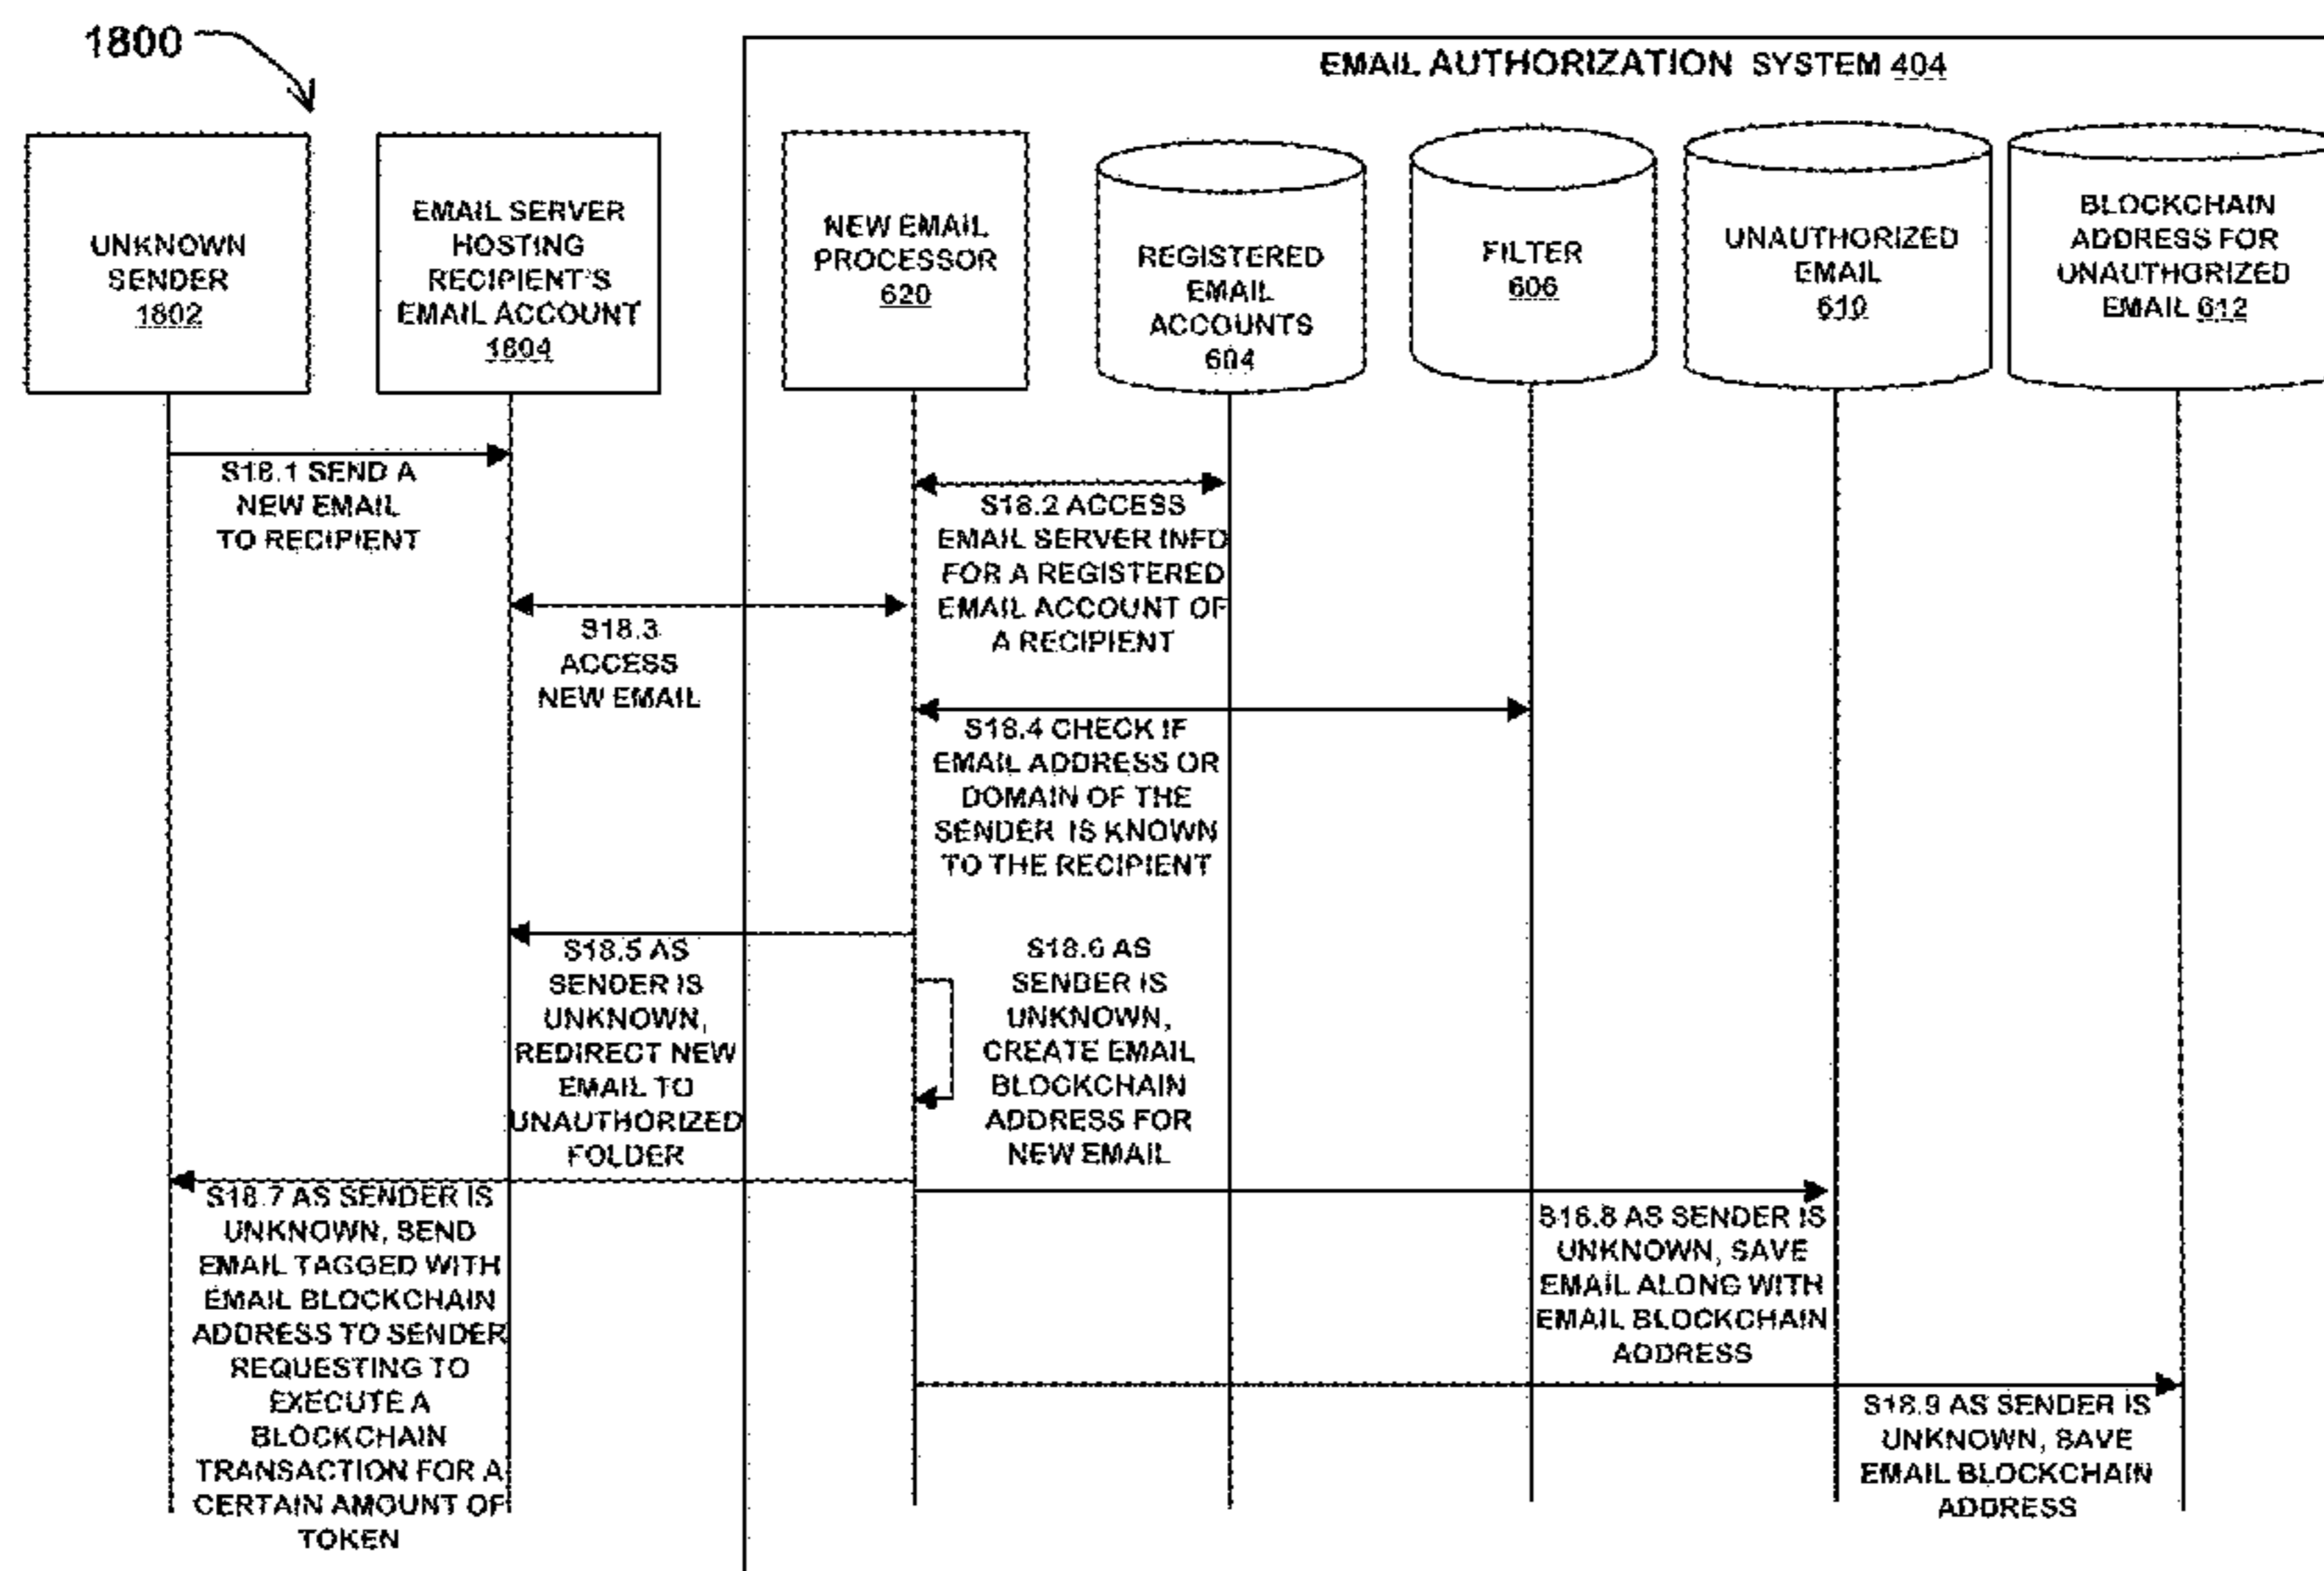 1800
EMAIL AUTHORIZATION SYSTEM 404
UNKNOWN
SENDER
1802
EMAIL SERVER
HOSTING
RECIPIENT'S
EMAIL ACCOUNT
1804
NEW EMAIL
PROCESSOR
620
REGISTERED
EMAIL
ACCOUNTS
604
FILTER
606
UNAUTHORIZED
EMAIL
610
BLOCKCHAIN
ADDRESS FOR
UNAUTHORIZED
EMAIL 612
S18.1 SEND A
NEW EMAIL
TO RECIPIENT
S18.2 ACCESS
EMAIL SERVER INFO
FOR A REGISTERED
EMAIL ACCOUNT OF
A RECIPIENT
S18.3
ACCESS
NEW EMAIL
S18.4 CHECK IF
EMAIL ADDRESS OR
DOMAIN OF THE
SENDER IS KNOWN
TO THE RECIPIENT
S18.5 AS
SENDER IS
UNKNOWN,
REDIRECT NEW
EMAIL TO
UNAUTHORIZED
FOLDER
S18.6 AS
SENDER IS
UNKNOWN,
CREATE EMAIL
BLOCKCHAIN
ADDRESS FOR
NEW EMAIL
S18.7 AS SENDER IS
UNKNOWN, SEND
EMAIL TAGGED WITH
EMAIL BLOCKCHAIN
ADDRESS TO SENDER
REQUESTING TO
EXECUTE A
BLOCKCHAIN
TRANSACTION FOR A
CERTAIN AMOUNT OF
TOKEN
S18.8 AS SENDER IS
UNKNOWN, SAVE
EMAIL ALONG WITH
EMAIL BLOCKCHAIN
ADDRESS
S18.9 AS SENDER IS
UNKNOWN, SAVE
EMAIL BLOCKCHAIN
ADDRESS